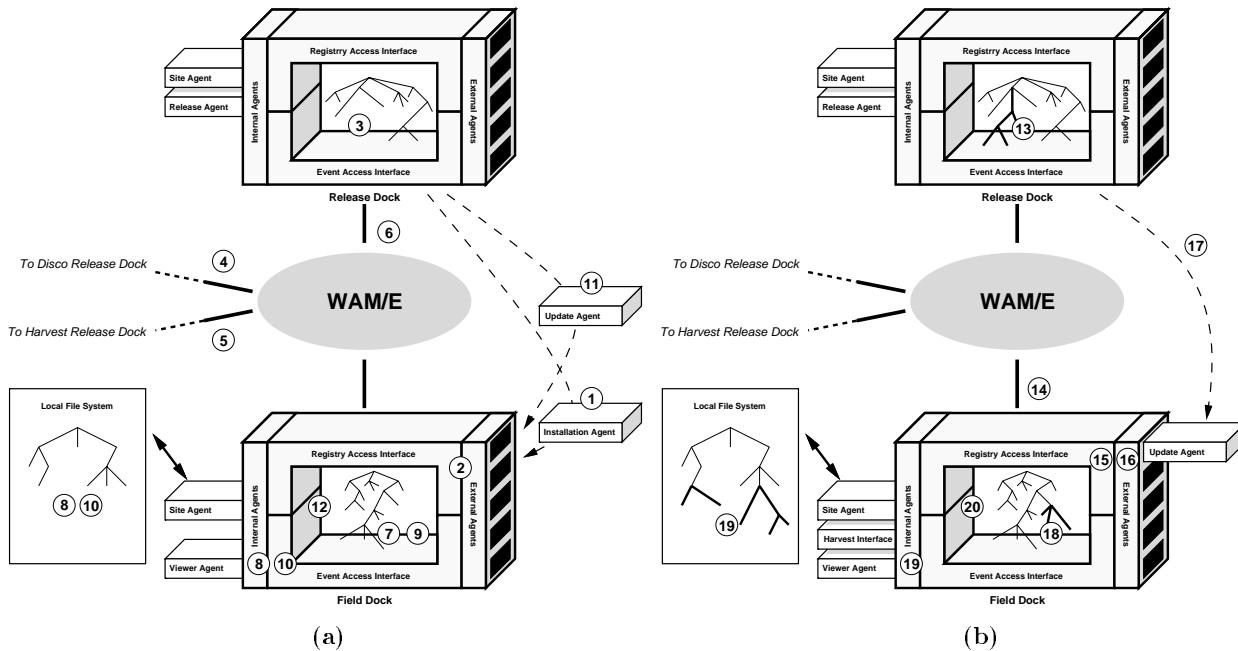 Registrry Access Interface
Site Agent
Release Agent
Internal Agents
External Agents
3
Event Access Interface
Release Dock
6
To Disco Release Dock
4
WAM/E
To Harvest Release Dock
5
11
Update Agent
1
Installation Agent
Local File System
8 10
Registry Access Interface
2
Site Agent
Viewer Agent
Internal Agents
External Agents
12
7 9
8 10
Event Access Interface
Field Dock
(a)
Registrry Access Interface
Site Agent
Release Agent
Internal Agents
External Agents
13
Event Access Interface
Release Dock
17
To Disco Release Dock
WAM/E
To Harvest Release Dock
14
Local File System
19
Registry Access Interface
15 16
Update Agent
Site Agent
Harvest Interface
Viewer Agent
Internal Agents
External Agents
20
18
19
Event Access Interface
Field Dock
(b)